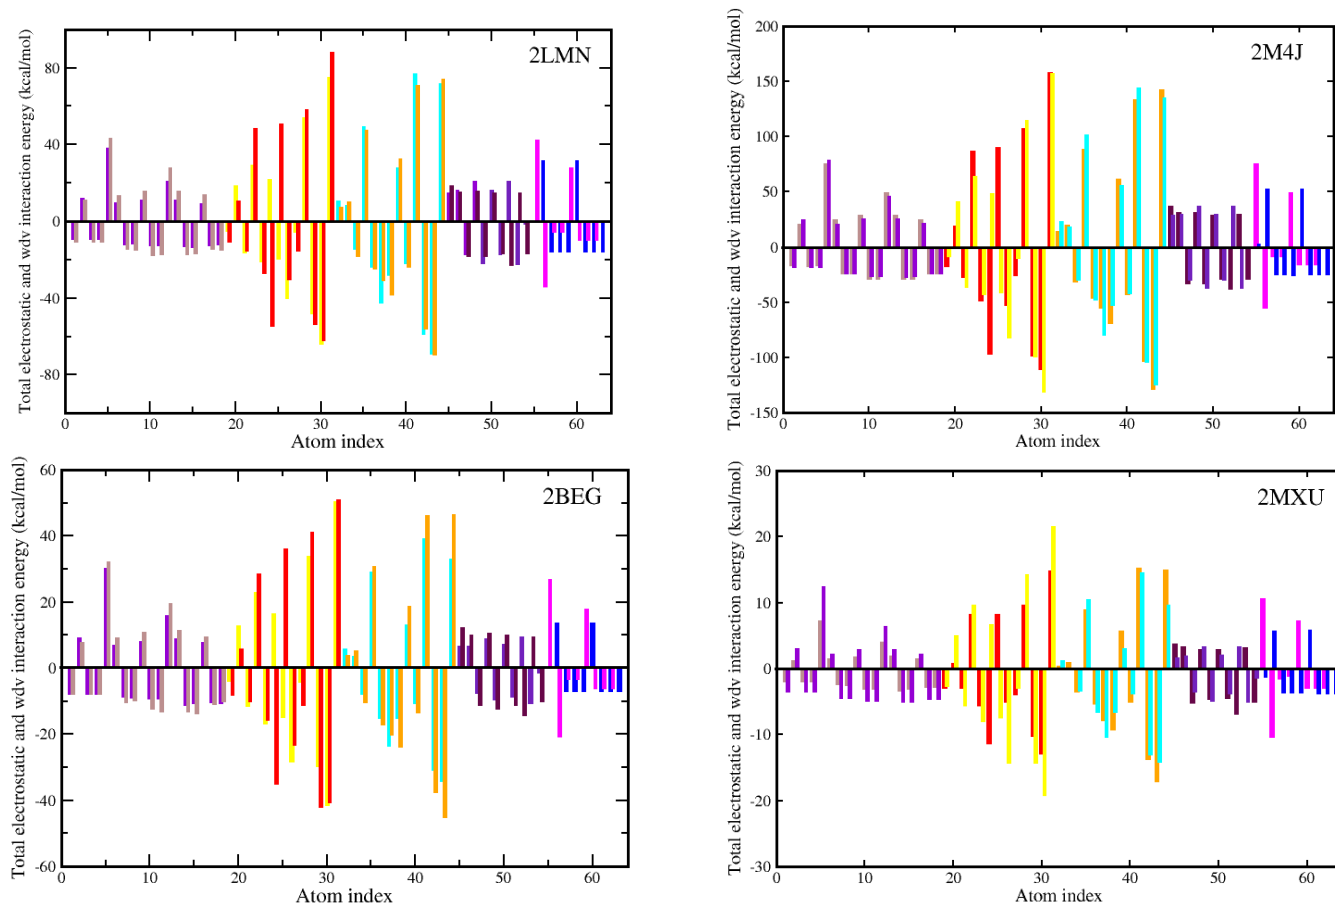 2LMN
Total electrostatic and wdv interaction energy (kcal/mol)
80
40
0
-40
-80
0 10 20 30 40 50 60
Atom index
2M4J
Total electrostatic and wdv interaction energy (kcal/mol)
200
150
100
50
0
-50
-100
-150
0 10 20 30 40 50 60
Atom index
2BEG
Total electrostatic and wdv interaction energy (kcal/mol)
60
40
20
0
-20
-40
-60
0 10 20 30 40 50 60
Atom index
2MXU
Total electrostatic and wdv interaction energy (kcal/mol)
30
20
10
0
-10
-20
-30
0 10 20 30 40 50 60
Atom index